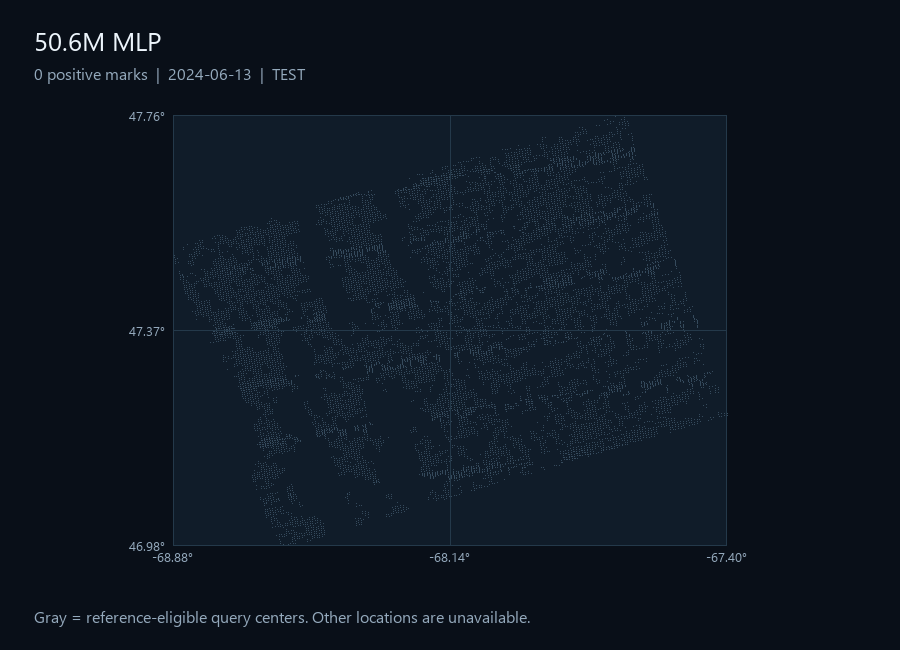 50.6M MLP
0 positive marks | 2024-06-13 | TEST
47.76°
47.37°
46.98°
-68.88°
-68.14°
-67.40°
Gray = reference-eligible query centers. Other locations are unavailable.